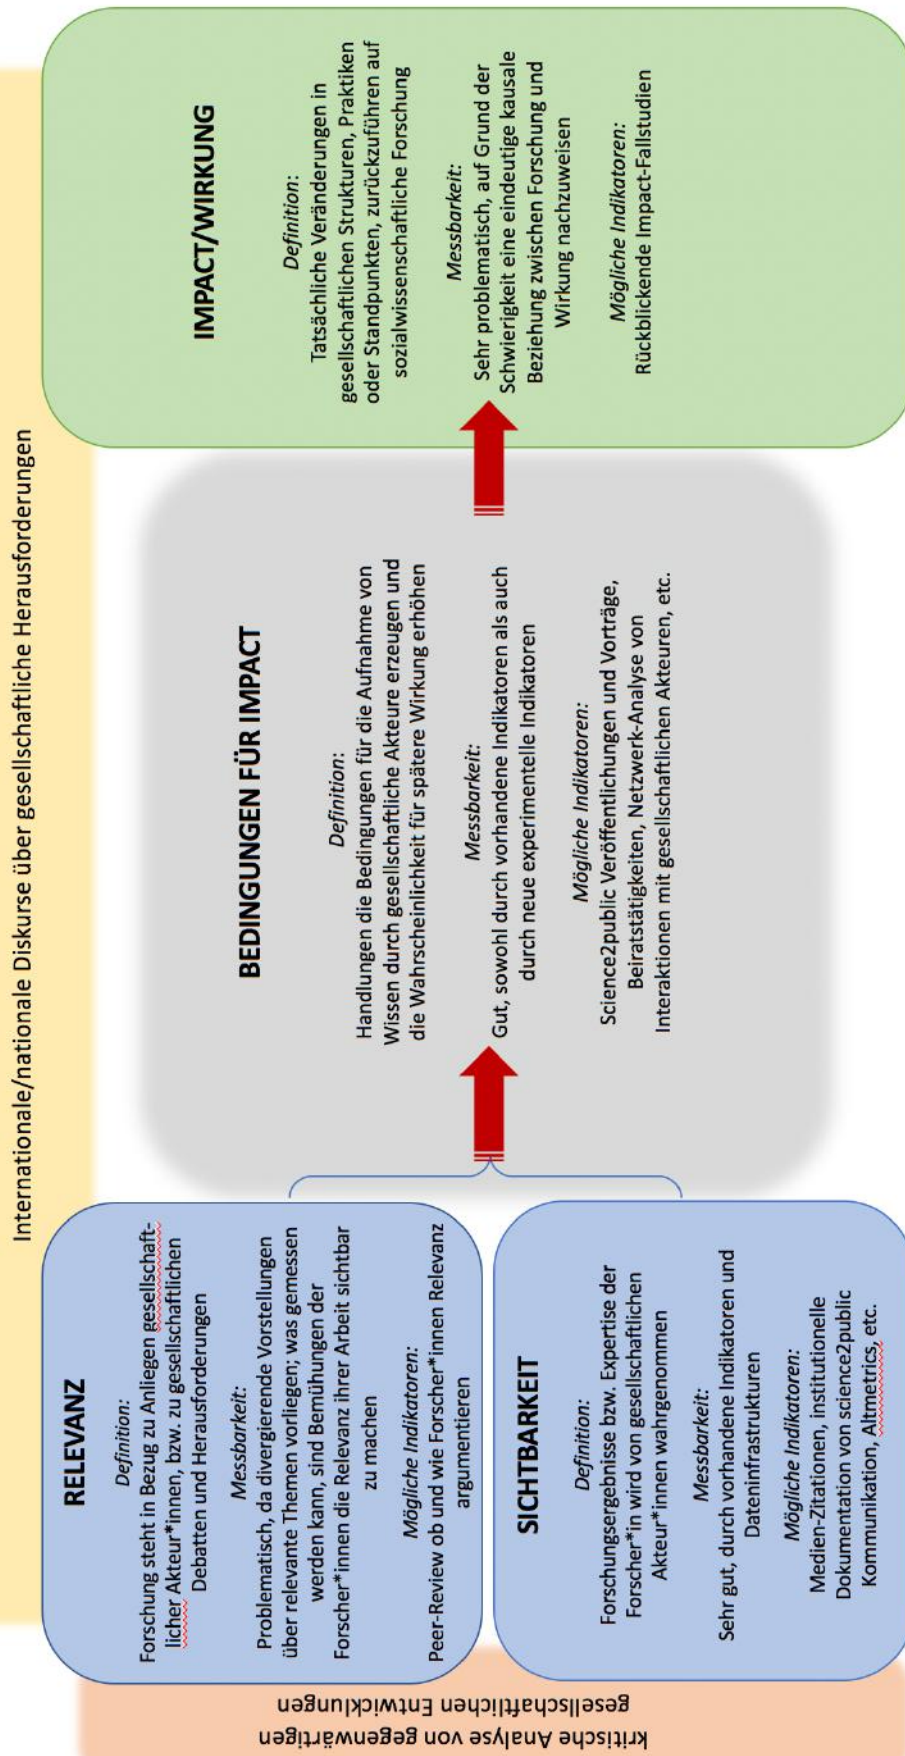 Internationale/nationale Diskurse über gesellschaftliche Herausforderungen
kritische Analyse von gegenwärtigen
gesellschaftlichen Entwicklungen
RELEVANZ
Definition:
Forschung steht in Bezug zu Anliegen gesellschaft-
licher Akteur*innen, bzw. zu gesellschaftlichen
Debatten und Herausforderungen
Messbarkeit:
Problematisch, da divergierende Vorstellungen
über relevante Themen vorliegen; was gemessen
werden kann, sind Bemühungen der
Forscher*innen die Relevanz ihrer Arbeit sichtbar
zu machen
Mögliche Indikatoren:
Peer-Review ob und wie Forscher*innen Relevanz
argumentieren
SICHTBARKEIT
Definition:
Forschungsergebnisse bzw. Expertise der
Forscher*in wird von gesellschaftlichen
Akteur*innen wahrgenommen
Messbarkeit:
Sehr gut, durch vorhandene Indikatoren und
Dateninfrastrukturen
Mögliche Indikatoren:
Medien-Zitationen, institutionelle
Dokumentation von science2public
Kommunikation, Altmetrics, etc.
BEDINGUNGEN FÜR IMPACT
Definition:
Handlungen die Bedingungen für die Aufnahme von
Wissen durch gesellschaftliche Akteure erzeugen und
die Wahrscheinlichkeit für spätere Wirkung erhöhen
Messbarkeit:
Gut, sowohl durch vorhandene Indikatoren als auch
durch neue experimentelle Indikatoren
Mögliche Indikatoren:
Science2public Veröffentlichungen und Vorträge,
Beiratstätigkeiten, Netzwerk-Analyse von
Interaktionen mit gesellschaftlichen Akteuren, etc.
IMPACT/WIRKUNG
Definition:
Tatsächliche Veränderungen in
gesellschaftlichen Strukturen, Praktiken
oder Standpunkten, zurückzuführen auf
sozialwissenschaftliche Forschung
Messbarkeit:
Sehr problematisch, auf Grund der
Schwierigkeit eine eindeutige kausale
Beziehung zwischen Forschung und
Wirkung nachzuweisen
Mögliche Indikatoren:
Rückblickende Impact-Fallstudien